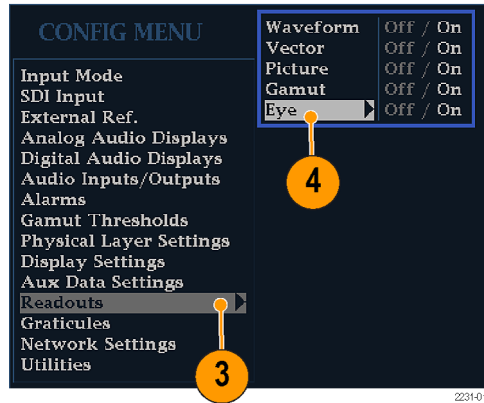 CONFIG MENU
Input Mode
SDI Input
External Ref.
Analog Audio Displays
Digital Audio Displays
Audio Inputs/Outputs
Alarms
Gamut Thresholds
Physical Layer Settings
Display Settings
Aux Data Settings
Readouts
Graticules
Network Settings
Utilities
3
Waveform Off / On
Vector Off / On
Picture Off / On
Gamut Off / On
Eye Off / On
4
2231-01